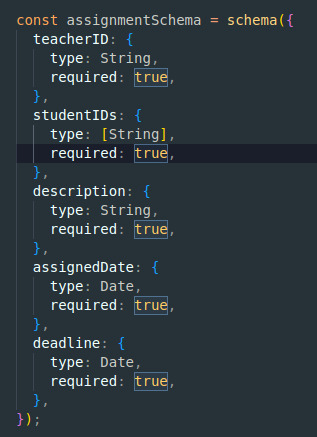 const assignmentSchema = schema({
  teacherID: {
    type: String,
    required: true,
  },
  studentIDs: {
    type: [String],
    required: true,
  },
  description: {
    type: String,
    required: true,
  },
  assignedDate: {
    type: Date,
    required: true,
  },
  deadline: {
    type: Date,
    required: true,
  },
});